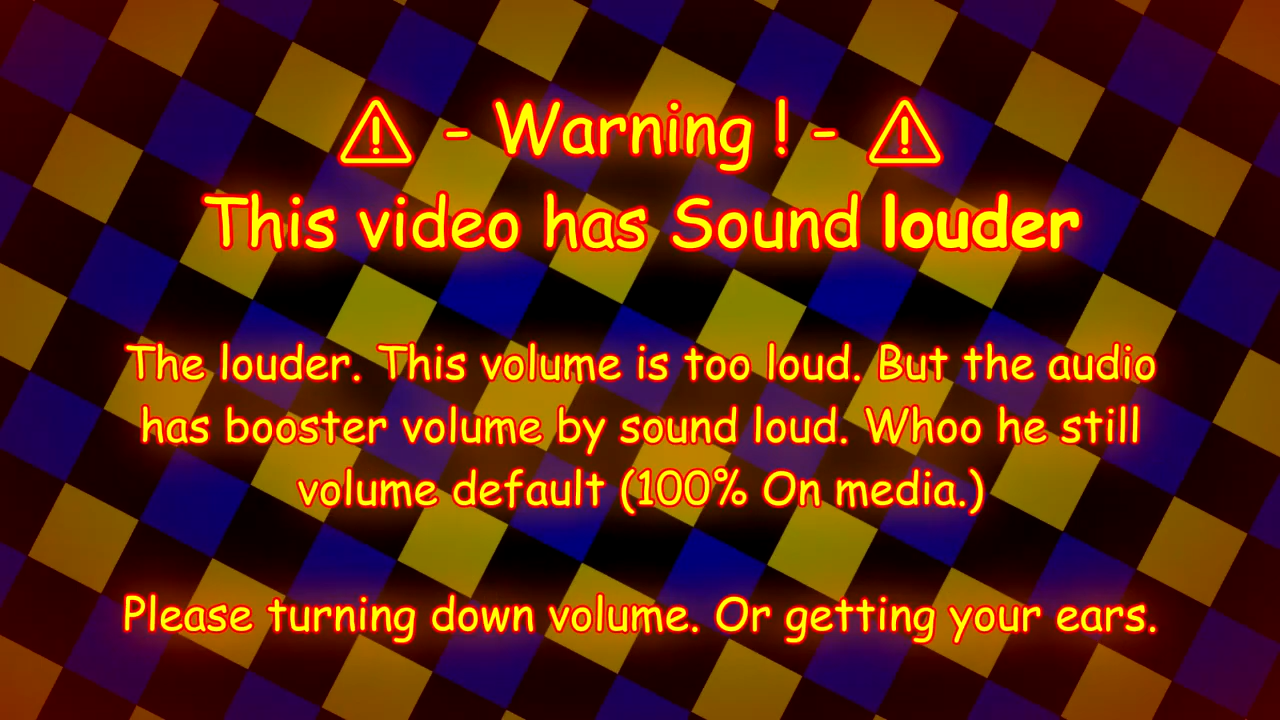 ⚠ - Warning ! - ⚠
This video has Sound louder
The louder. This volume is too loud. But the audio
has booster volume by sound loud. Whoo he still
volume default (100% On media.)
Please turning down volume. Or getting your ears.